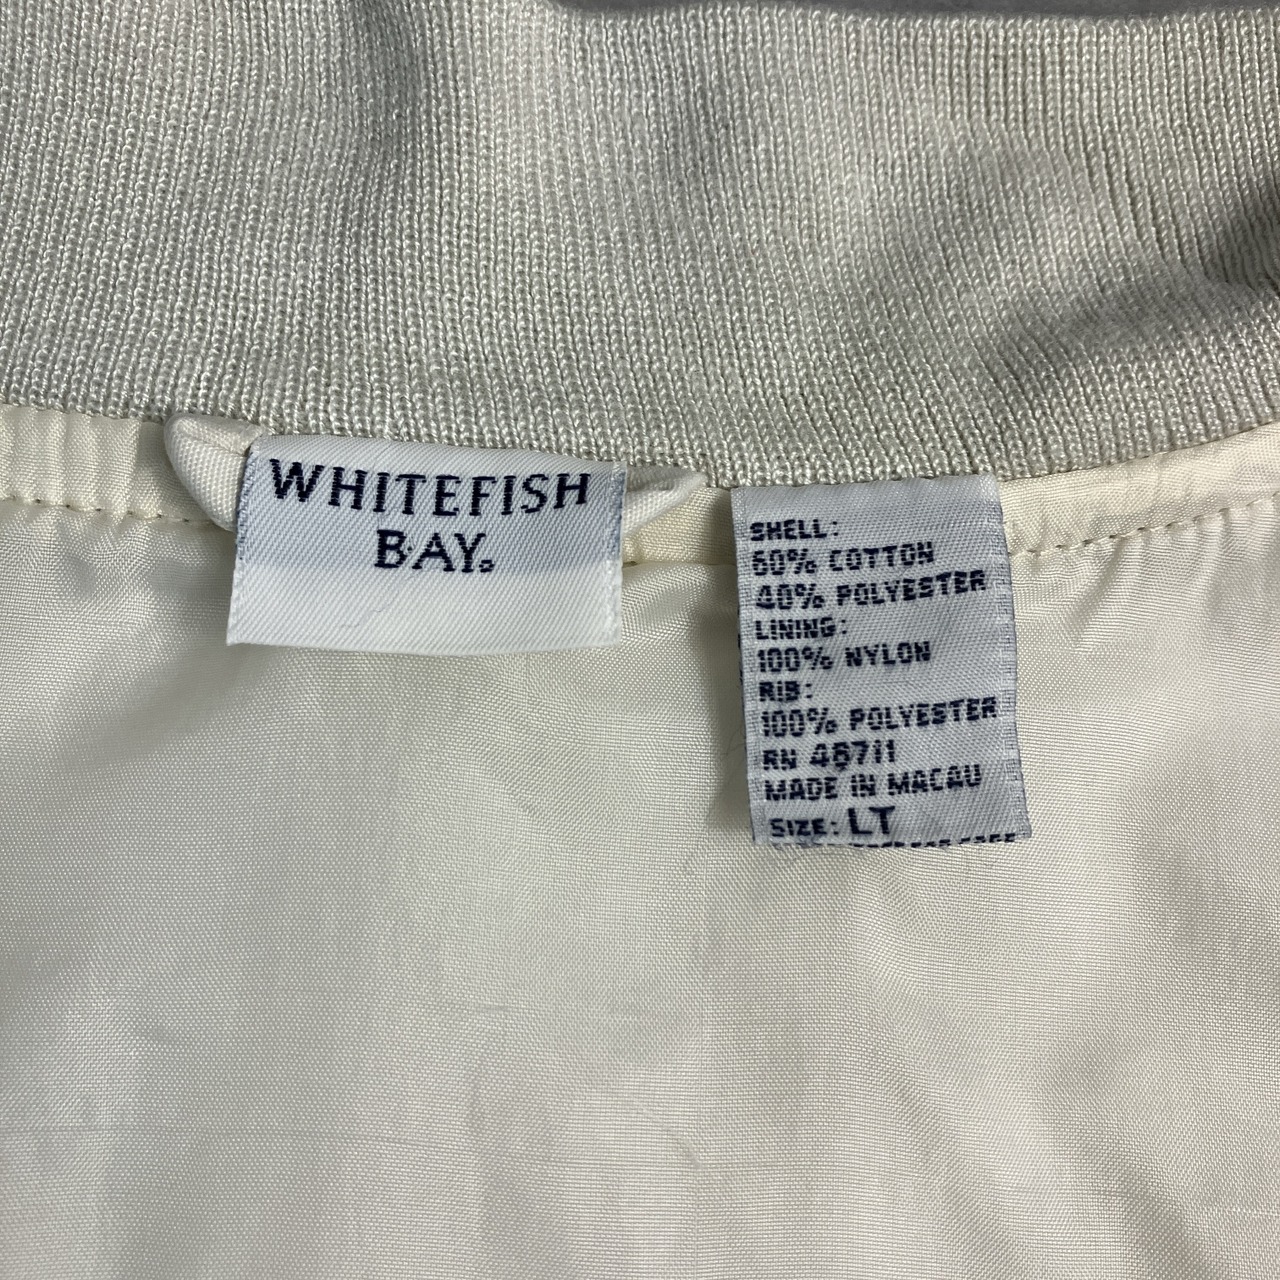 WHITEFISH
BAY®
SHELL:
60% COTTON
40% POLYESTER
LINING:
100% NYLON
RIB:
100% POLYESTER
RN 46711
MADE IN MACAU
SIZE: LT